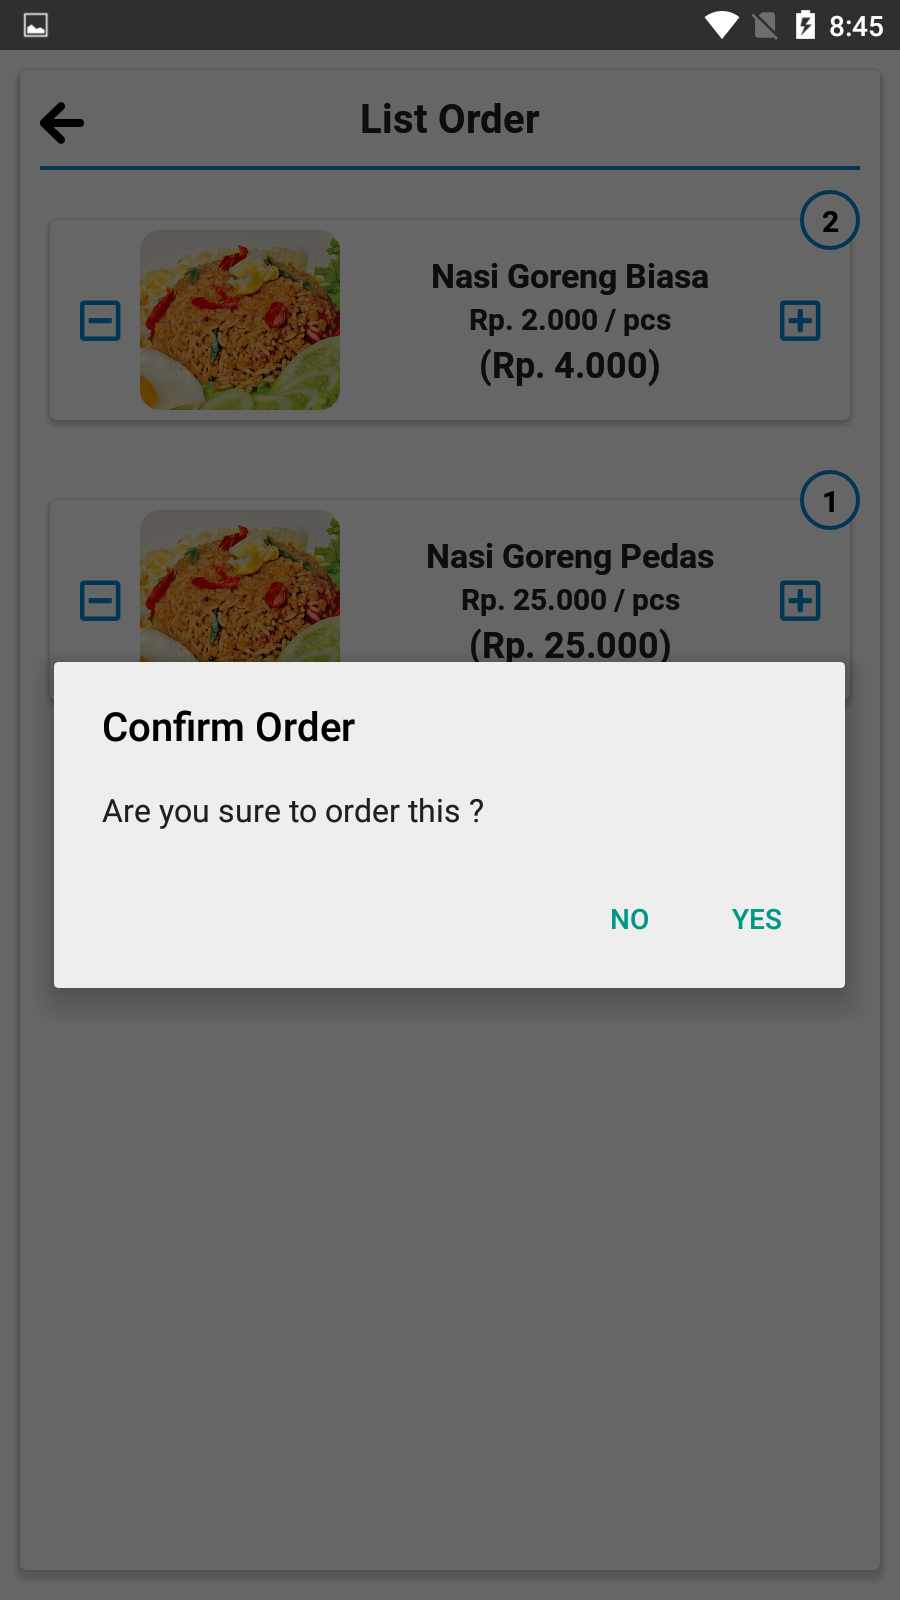 8:45
List Order
2
Nasi Goreng Biasa
Rp. 2.000 / pcs
(Rp. 4.000)
1
Nasi Goreng Pedas
Rp. 25.000 / pcs
(Rp. 25.000)
Confirm Order
Are you sure to order this ?
NO YES